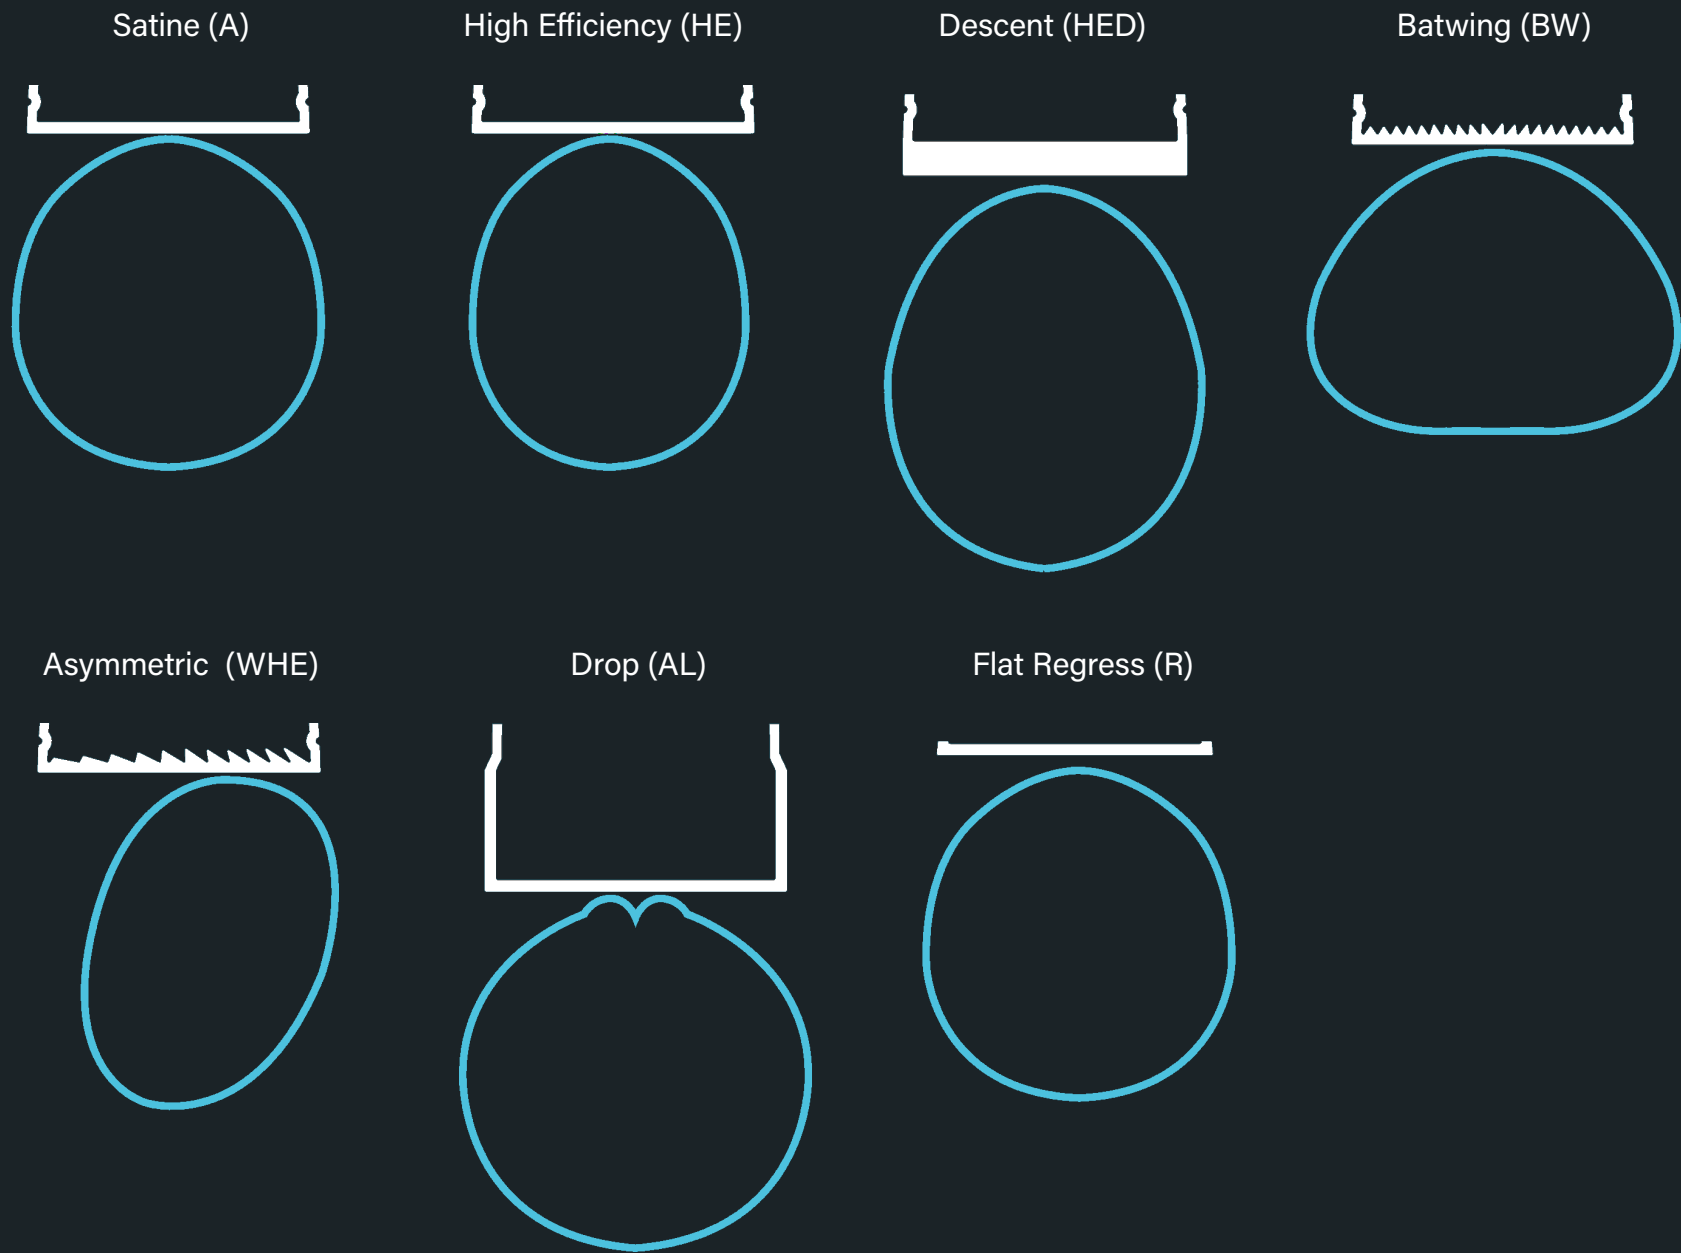 Satine (A)
High Efficiency (HE)
Descent (HED)
Batwing (BW)
Asymmetric  (WHE)
Drop (AL)
Flat Regress (R)